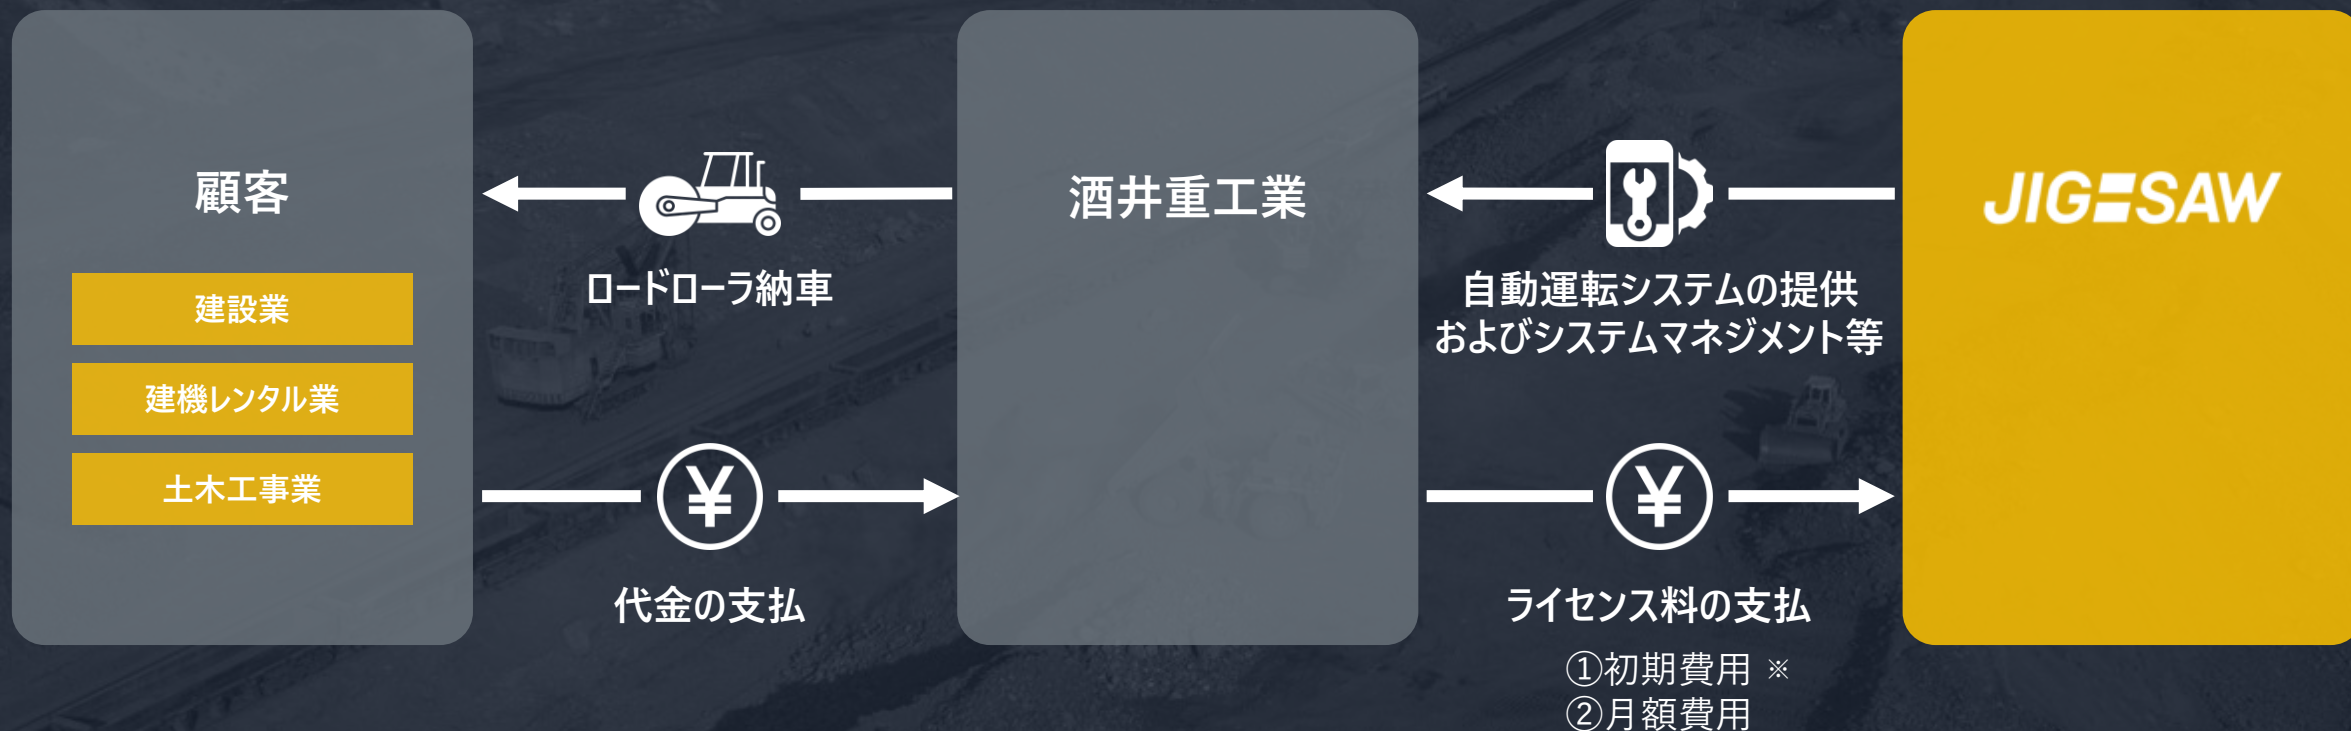 顧客
建設業
建機レンタル業
土木工事業
ロードローラ納車
¥
代金の支払
酒井重工業
自動運転システムの提供
およびシステムマネジメント等
¥
ライセンス料の支払
①初期費用 ※
②月額費用
JIG-SAW